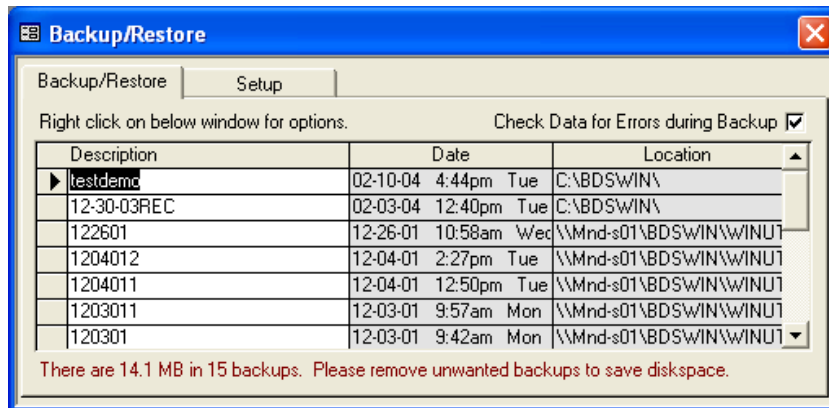 Backup/Restore
Backup/Restore Setup
Right click on below window for options. Check Data for Errors during Backup
Description Date Location
testdemo 02-10-04 4:44pm Tue C:\BDSWIN\
12-30-03REC 02-03-04 12:40pm Tue C:\BDSWIN\
122601 12-26-01 10:58am Wed \\Mnd-s01\BDSWIN\WINUT
1204012 12-04-01 2:27pm Tue \\Mnd-s01\BDSWIN\WINUT
1204011 12-04-01 12:50pm Tue \\Mnd-s01\BDSWIN\WINUT
1203011 12-03-01 9:57am Mon \\Mnd-s01\BDSWIN\WINUT
120301 12-03-01 9:42am Mon \\Mnd-s01\BDSWIN\WINUT
There are 14.1 MB in 15 backups. Please remove unwanted backups to save diskspace.